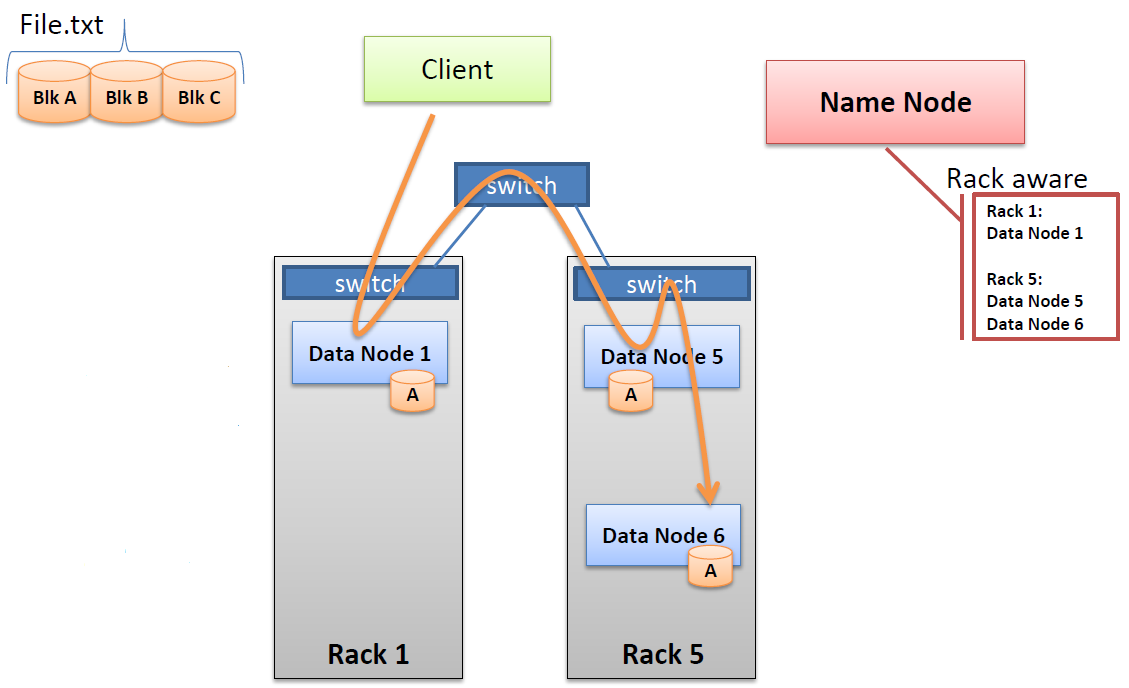 File.txt
Blk A
Blk B
Blk C
Client
Name Node
switch
Rack aware
Rack 1:
Data Node 1
Rack 5:
Data Node 5
Data Node 6
switch
switch
Data Node 1
A
Data Node 5
A
Data Node 6
A
Rack 1
Rack 5